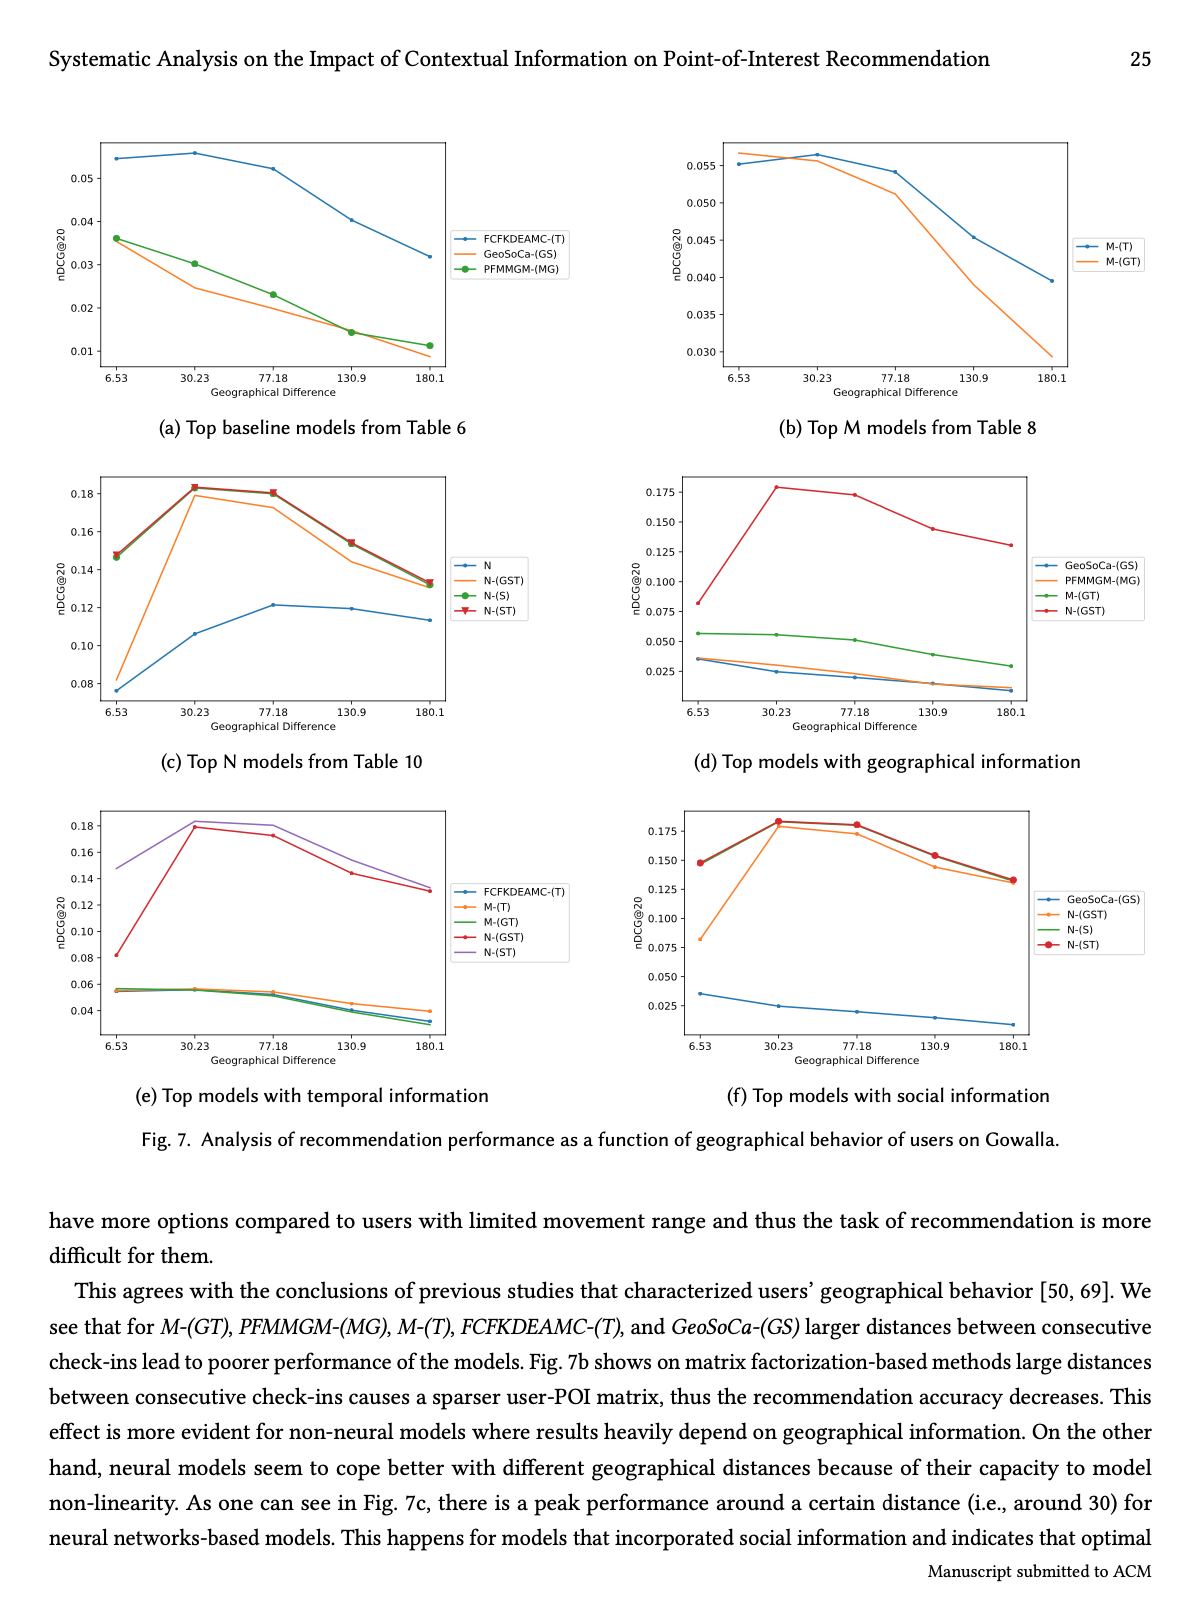 Systematic Analysis on the Impact of Contextual Information on Point-of-Interest Recommendation 25
nDCG@20
0.05
0.04
0.03
0.02
0.01
6.53 30.23 77.18 130.9 180.1
Geographical Difference
FCFKDEAMC-(T)
GeoSoCa-(GS)
PFMMGM-(MG)
(a) Top baseline models from Table 6
nDCG@20
0.055
0.050
0.045
0.040
0.035
0.030
6.53 30.23 77.18 130.9 180.1
Geographical Difference
M-(T)
M-(GT)
(b) Top M models from Table 8
nDCG@20
0.18
0.16
0.14
0.12
0.10
0.08
6.53 30.23 77.18 130.9 180.1
Geographical Difference
N
N-(GST)
N-(S)
N-(ST)
(c) Top N models from Table 10
nDCG@20
0.175
0.150
0.125
0.100
0.075
0.050
0.025
6.53 30.23 77.18 130.9 180.1
Geographical Difference
GeoSoCa-(GS)
PFMMGM-(MG)
M-(GT)
N-(GST)
(d) Top models with geographical information
nDCG@20
0.18
0.16
0.14
0.12
0.10
0.08
0.06
0.04
6.53 30.23 77.18 130.9 180.1
Geographical Difference
FCFKDEAMC-(T)
M-(T)
M-(GT)
N-(GST)
N-(ST)
(e) Top models with temporal information
nDCG@20
0.175
0.150
0.125
0.100
0.075
0.050
0.025
6.53 30.23 77.18 130.9 180.1
Geographical Difference
GeoSoCa-(GS)
N-(GST)
N-(S)
N-(ST)
(f) Top models with social information
Fig. 7. Analysis of recommendation performance as a function of geographical behavior of users on Gowalla.
have more options compared to users with limited movement range and thus the task of recommendation is more
difficult for them.
This agrees with the conclusions of previous studies that characterized users' geographical behavior [50, 69]. We
see that for M-(GT), PFMMGM-(MG), M-(T), FCFKDEAMC-(T), and GeoSoCa-(GS) larger distances between consecutive
check-ins lead to poorer performance of the models. Fig. 7b shows on matrix factorization-based methods large distances
between consecutive check-ins causes a sparser user-POI matrix, thus the recommendation accuracy decreases. This
effect is more evident for non-neural models where results heavily depend on geographical information. On the other
hand, neural models seem to cope better with different geographical distances because of their capacity to model
non-linearity. As one can see in Fig. 7c, there is a peak performance around a certain distance (i.e., around 30) for
neural networks-based models. This happens for models that incorporated social information and indicates that optimal
Manuscript submitted to ACM